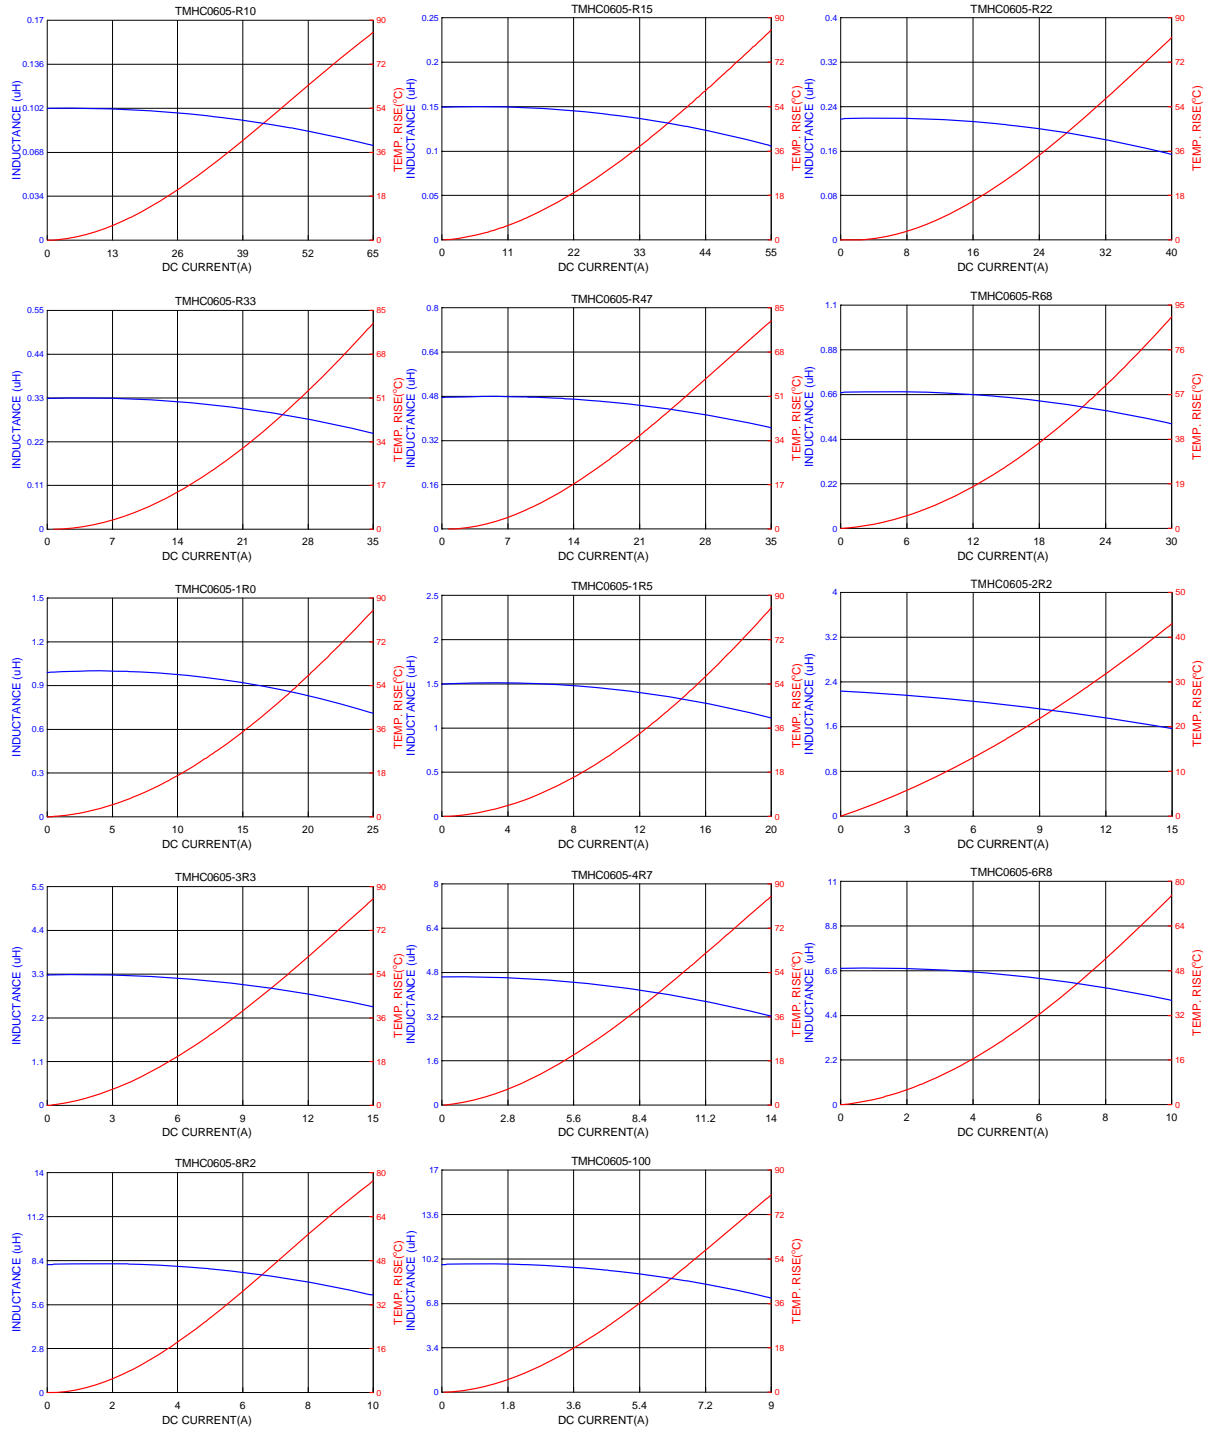 TMHC0605-R10
INDUCTANCE (uH)
0.17
0.136
0.102
0.068
0.034
0
TEMP. RISE(°C)
90
72
54
36
18
0
0 13 26 39 52 65
DC CURRENT(A)
TMHC0605-R15
INDUCTANCE (uH)
0.25
0.2
0.15
0.1
0.05
0
TEMP. RISE(°C)
90
72
54
36
18
0
0 11 22 33 44 55
DC CURRENT(A)
TMHC0605-R22
INDUCTANCE (uH)
0.4
0.32
0.24
0.16
0.08
0
TEMP. RISE(°C)
90
72
54
36
18
0
0 8 16 24 32 40
DC CURRENT(A)
TMHC0605-R33
INDUCTANCE (uH)
0.55
0.44
0.33
0.22
0.11
0
TEMP. RISE(°C)
85
68
51
34
17
0
0 7 14 21 28 35
DC CURRENT(A)
TMHC0605-R47
INDUCTANCE (uH)
0.8
0.64
0.48
0.32
0.16
0
TEMP. RISE(°C)
85
68
51
34
17
0
0 7 14 21 28 35
DC CURRENT(A)
TMHC0605-R68
INDUCTANCE (uH)
1.1
0.88
0.66
0.44
0.22
0
TEMP. RISE(°C)
95
76
57
38
19
0
0 6 12 18 24 30
DC CURRENT(A)
TMHC0605-1R0
INDUCTANCE (uH)
1.5
1.2
0.9
0.6
0.3
0
TEMP. RISE(°C)
90
72
54
36
18
0
0 5 10 15 20 25
DC CURRENT(A)
TMHC0605-1R5
INDUCTANCE (uH)
2.5
2
1.5
1
0.5
0
TEMP. RISE(°C)
90
72
54
36
18
0
0 4 8 12 16 20
DC CURRENT(A)
TMHC0605-2R2
INDUCTANCE (uH)
4
3.2
2.4
1.6
0.8
0
TEMP. RISE(°C)
50
40
30
20
10
0
0 3 6 9 12 15
DC CURRENT(A)
TMHC0605-3R3
INDUCTANCE (uH)
5.5
4.4
3.3
2.2
1.1
0
TEMP. RISE(°C)
90
72
54
36
18
0
0 3 6 9 12 15
DC CURRENT(A)
TMHC0605-4R7
INDUCTANCE (uH)
8
6.4
4.8
3.2
1.6
0
TEMP. RISE(°C)
90
72
54
36
18
0
0 2.8 5.6 8.4 11.2 14
DC CURRENT(A)
TMHC0605-6R8
INDUCTANCE (uH)
11
8.8
6.6
4.4
2.2
0
TEMP. RISE(°C)
80
64
48
32
16
0
0 2 4 6 8 10
DC CURRENT(A)
TMHC0605-8R2
INDUCTANCE (uH)
14
11.2
8.4
5.6
2.8
0
TEMP. RISE(°C)
80
64
48
32
16
0
0 2 4 6 8 10
DC CURRENT(A)
TMHC0605-100
INDUCTANCE (uH)
17
13.6
10.2
6.8
3.4
0
TEMP. RISE(°C)
90
72
54
36
18
0
0 1.8 3.6 5.4 7.2 9
DC CURRENT(A)